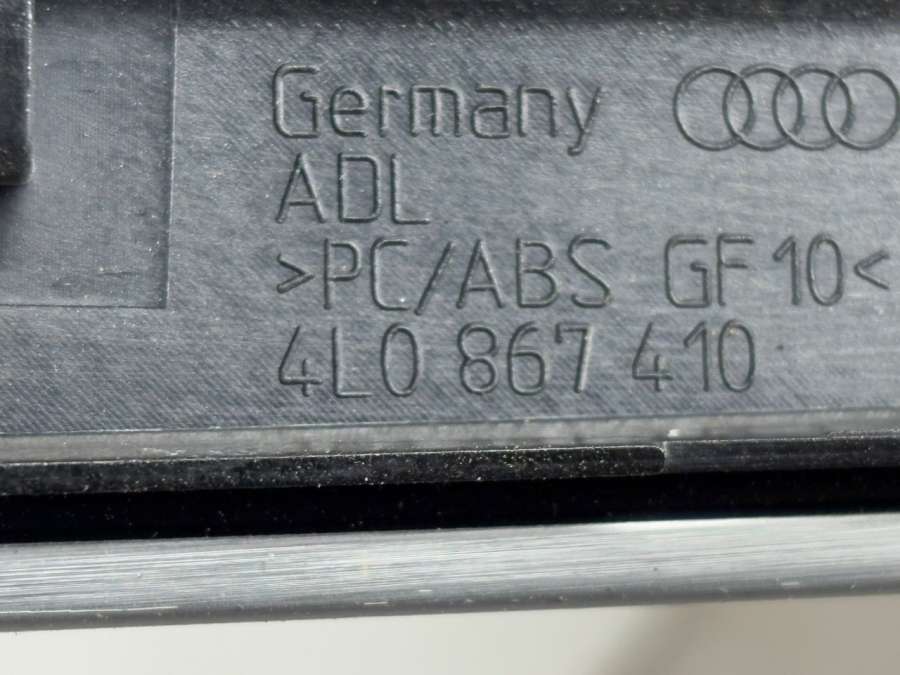 Germany
ADL
>PC/ABS GF10<
4L0 867 410